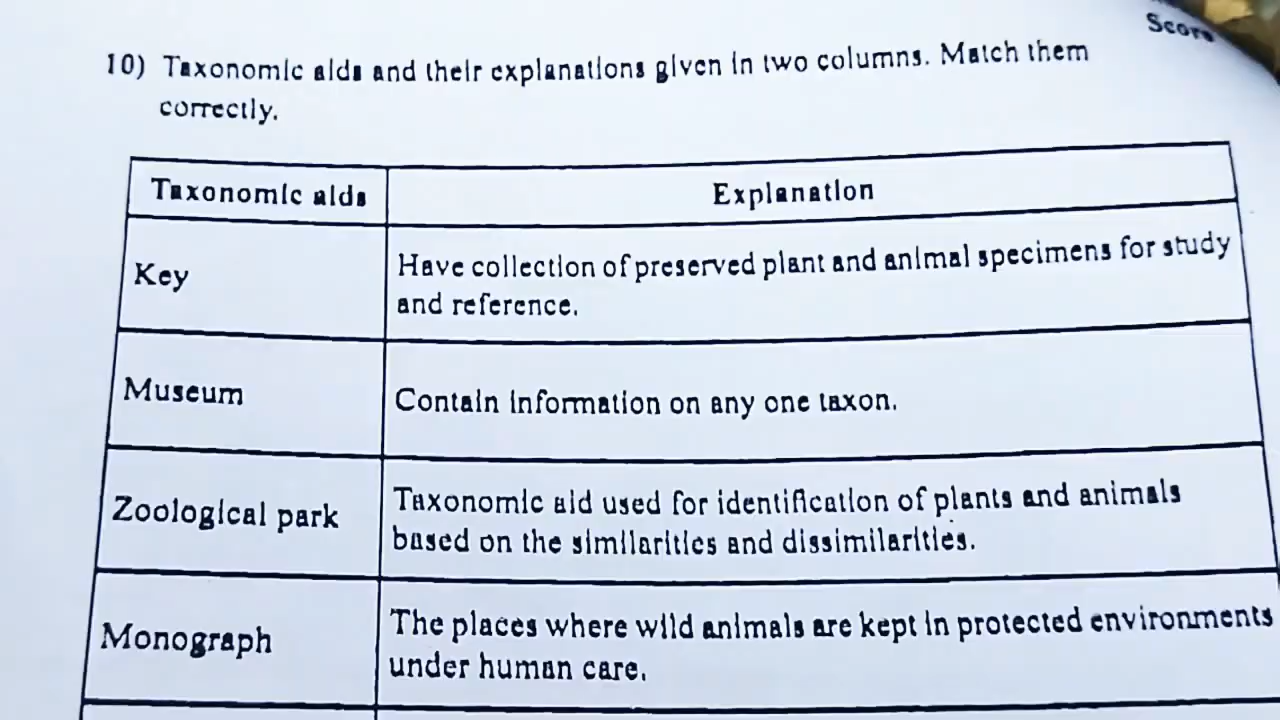 Score
10) Taxonomic aids and their explanations given in two columns. Match them
correctly.
Taxonomic aids
Explanation
Key
Have collection of preserved plant and animal specimens for study
and reference.
Museum
Contain information on any one taxon.
Zoological park
Taxonomic aid used for identification of plants and animals
based on the similarities and dissimilarities.
Monograph
The places where wild animals are kept in protected environments
under human care.